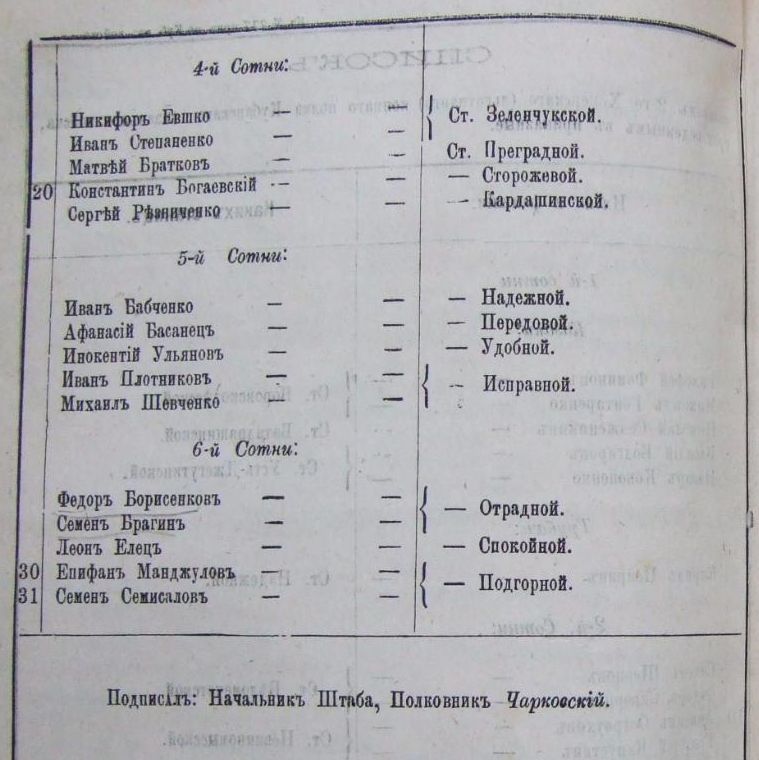 4-й Сотни:
Никифоръ Евшко — — Ст. Зеленчукской.
Иванъ Степаненко — —
Матвѣй Братковъ — — Ст. Преградной.
20 Константинъ Богаевскій — — — Сторожевой.
Сергѣй Рѣзниченко — — — Кардашинской.
5-й Сотни:
Иванъ Бабченко — — — Надежной.
Афанасій Басанецъ — — — Передовой.
Инокентій Ульяновъ — — — Удобной.
Иванъ Плотниковъ — — — Исправной.
Михаилъ Шевченко — —
6-й Сотни:
Федоръ Борисенковъ — — — Отрадной.
Семенъ Брагинъ — —
Леонъ Елецъ — — — Спокойной.
30 Епифанъ Манджуловъ — — — Подгорной.
31 Семенъ Семисаловъ — —
Подписалъ: Начальникъ Штаба, Полковникъ Чарковскій.